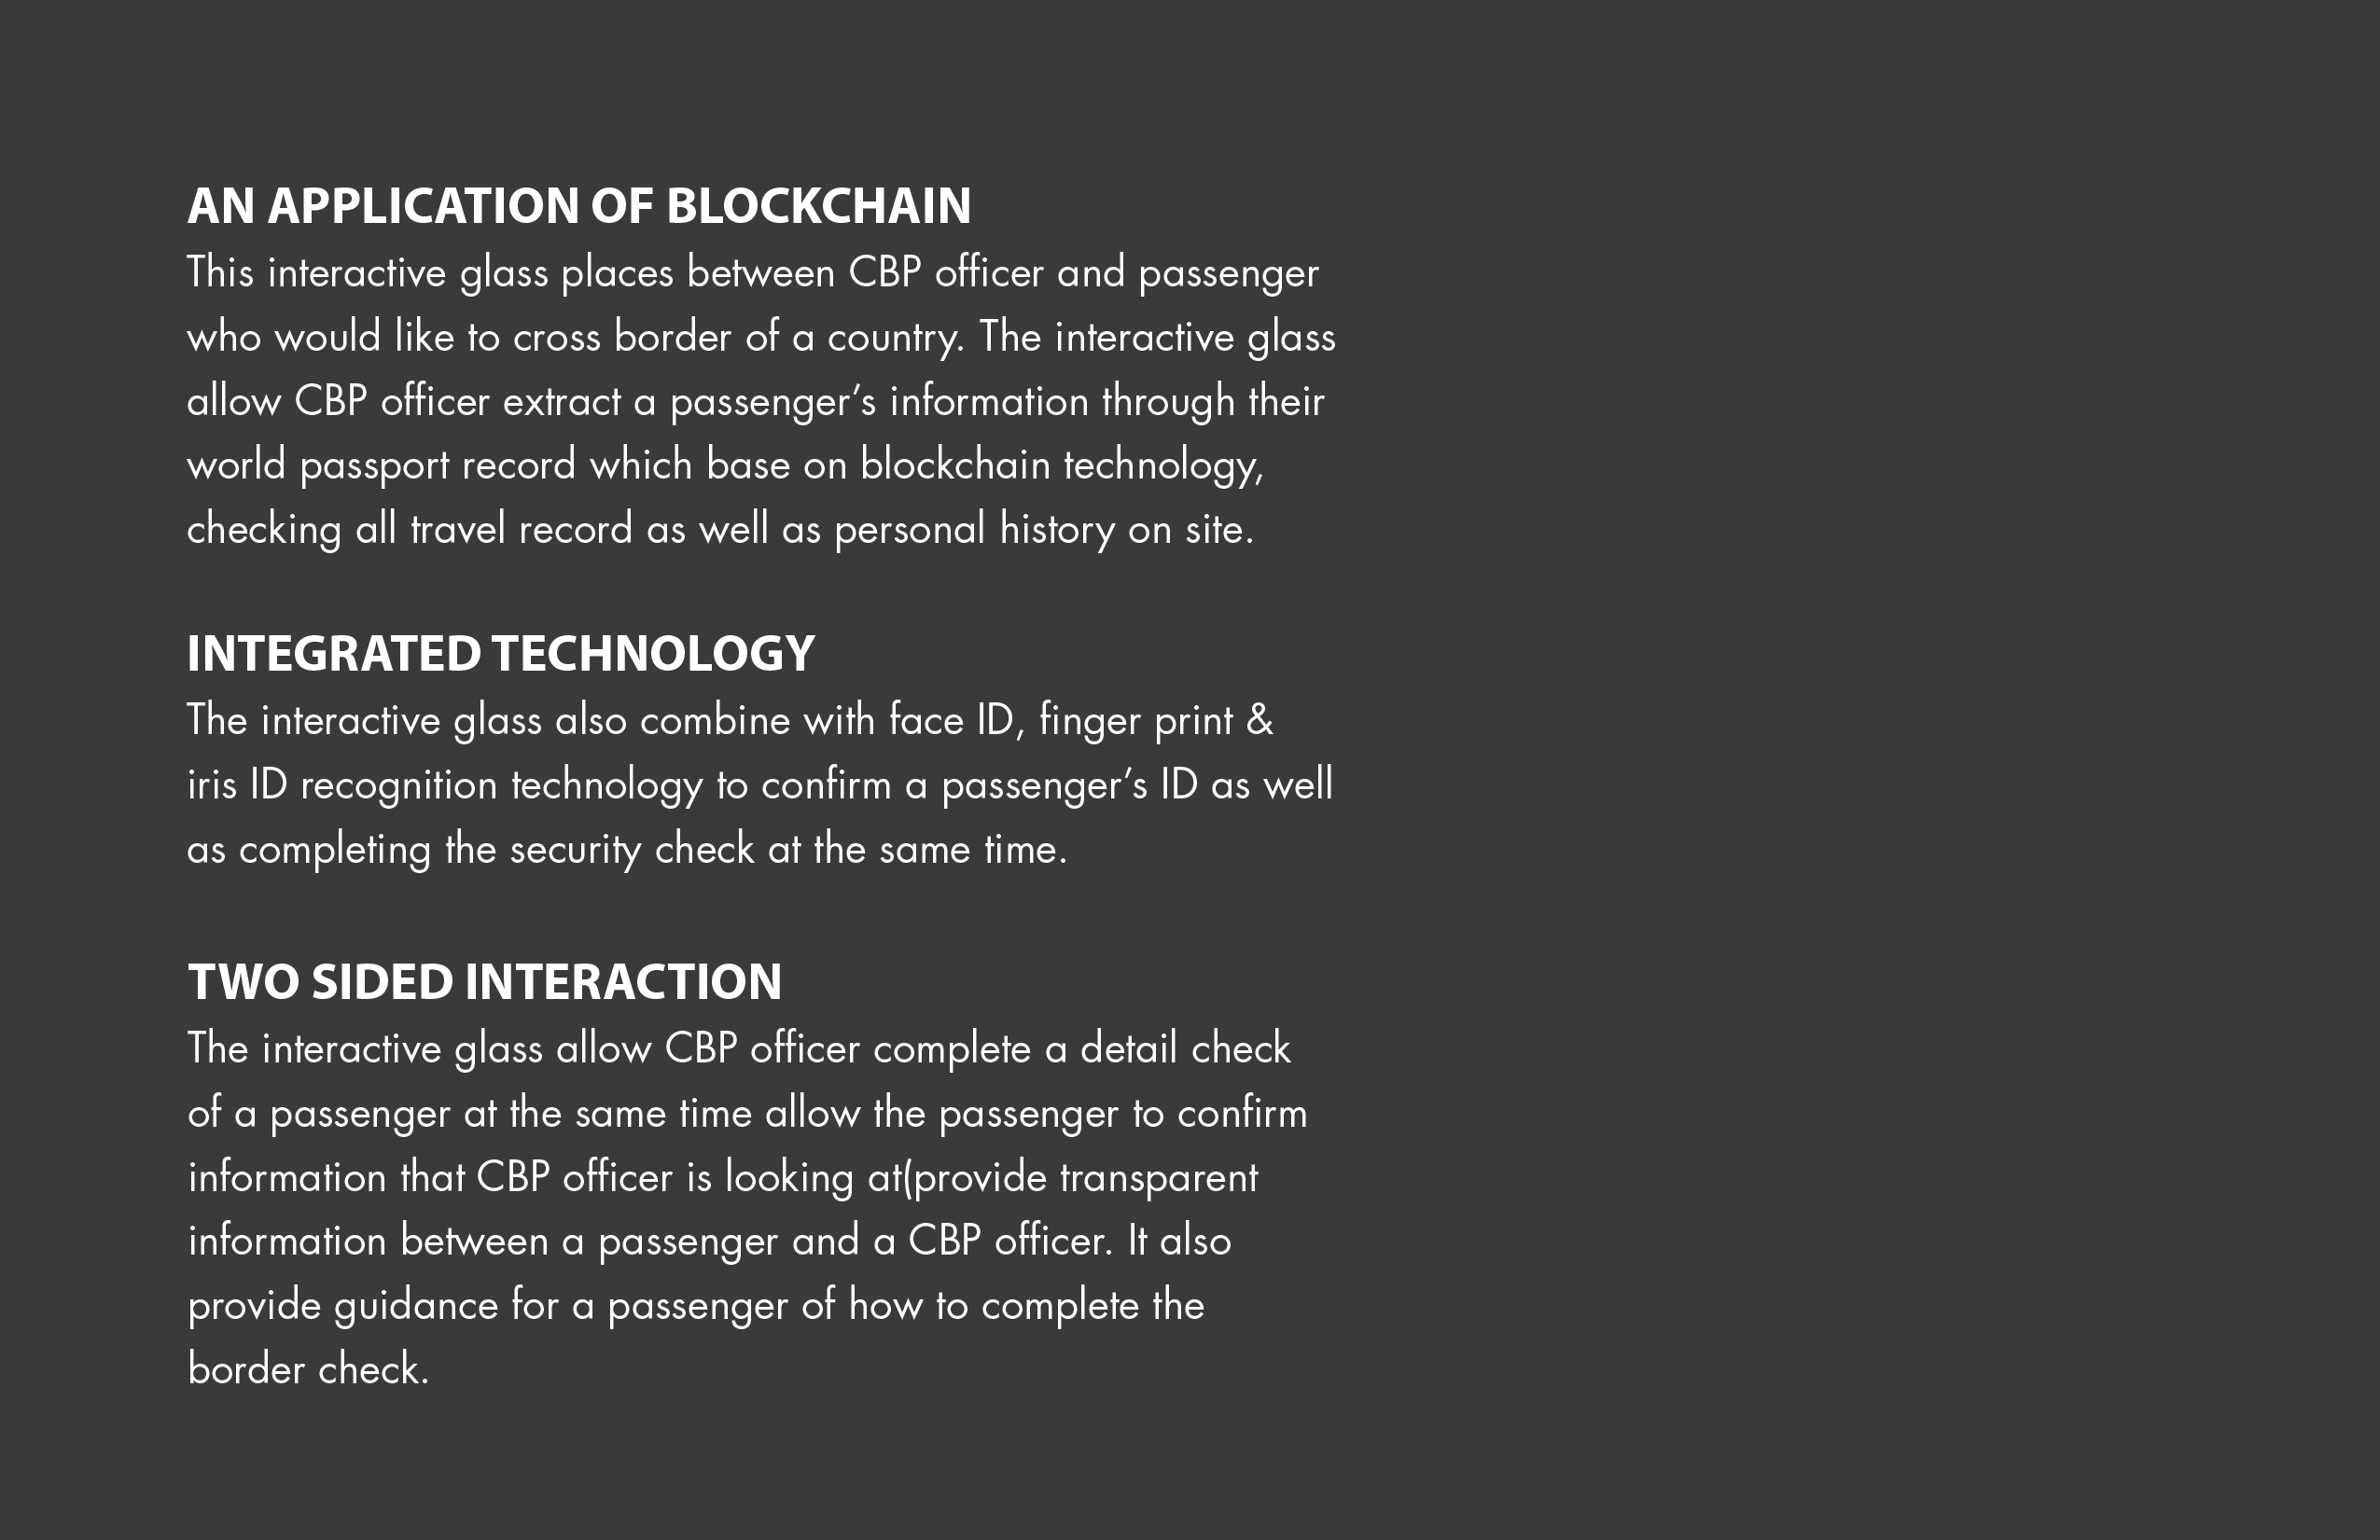 AN APPLICATION OF BLOCKCHAIN
This interactive glass places between CBP officer and passenger
who would like to cross border of a country. The interactive glass
allow CBP officer extract a passenger’s information through their
world passport record which base on blockchain technology,
checking all travel record as well as personal history on site.
INTEGRATED TECHNOLOGY
The interactive glass also combine with face ID, finger print &
iris ID recognition technology to confirm a passenger’s ID as well
as completing the security check at the same time.
TWO SIDED INTERACTION
The interactive glass allow CBP officer complete a detail check
of a passenger at the same time allow the passenger to confirm
information that CBP officer is looking at(provide transparent
information between a passenger and a CBP officer. It also
provide guidance for a passenger of how to complete the
border check.